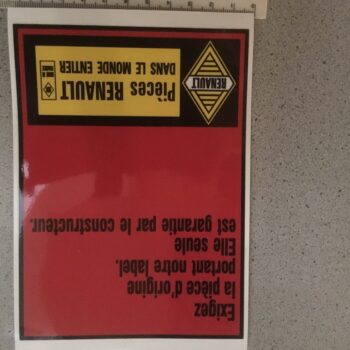 Exigez
la pièce d'origine
portant notre label.
Elle seule
est garantie par le constructeur.
RENAULT
Pièces RENAULT
DANS LE MONDE ENTIER